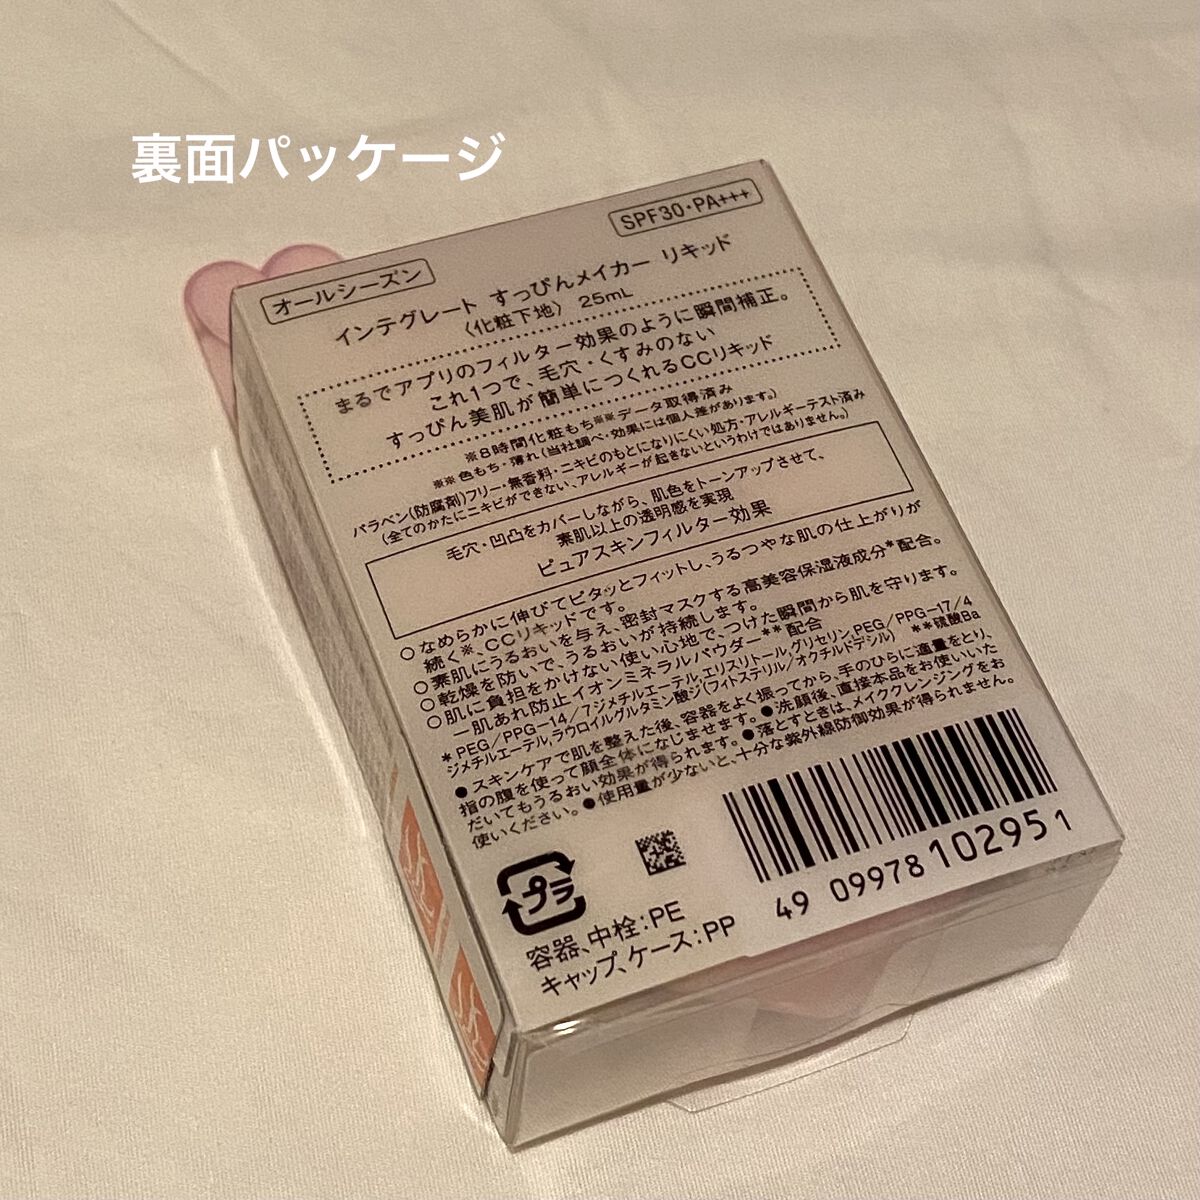 裏面パッケージ
オールシーズン
SPF30・PA+++
インテグレート すっぴんメイカー リキッド
〈化粧下地〉 25mL
まるでアプリのフィルター効果のように瞬間補正。
これ1つで、毛穴・くすみのない
すっぴん美肌が簡単につくれるCCリキッド
※8時間化粧もち※※データ取得済み
※※色もち・薄れ(当社調べ・効果には個人差があります。)
パラベン(防腐剤)フリー・無香料・ニキビのもとになりにくい処方・アレルギーテスト済み
(全てのかたにニキビができない、アレルギーが起きないというわけではありません。)
毛穴・凹凸をカバーしながら、肌色をトーンアップさせて、
素肌以上の透明感を実現
ピュアスキンフィルター効果
○なめらかに伸びてピタッとフィットし、うるつやな肌の仕上がりが
続く※、CCリキッドです。
○素肌にうるおいを与え、密封マスクする高美容保湿液成分*配合。
○乾燥を防いで、うるおいが持続します。
○肌に負担をかけない使い心地で、つけた瞬間から肌を守ります。
ー肌あれ防止イオンミネラルパウダー**配合
*PEG/PPG-14/7ジメチルエーテル,エリスリトール,グリセリン,PEG/PPG-17/4
ジメチルエーテル,ラウロイルグルタミン酸ジ(フィトステリル/オクチルドデシル) **硫酸Ba
●スキンケアで肌を整えた後、容器をよく振ってから、手のひらに適量をとり、
指の腹を使って顔全体になじませます。●洗顔後、直接本品をお使いいた
だいてもうるおい効果が得られます。●落とすときは、メイククレンジングをお
使いください。●使用量が少ないと、十分な紫外線防御効果が得られません。
プラ
容器、中栓:PE
キャップ、ケース:PP
49 09978 102951